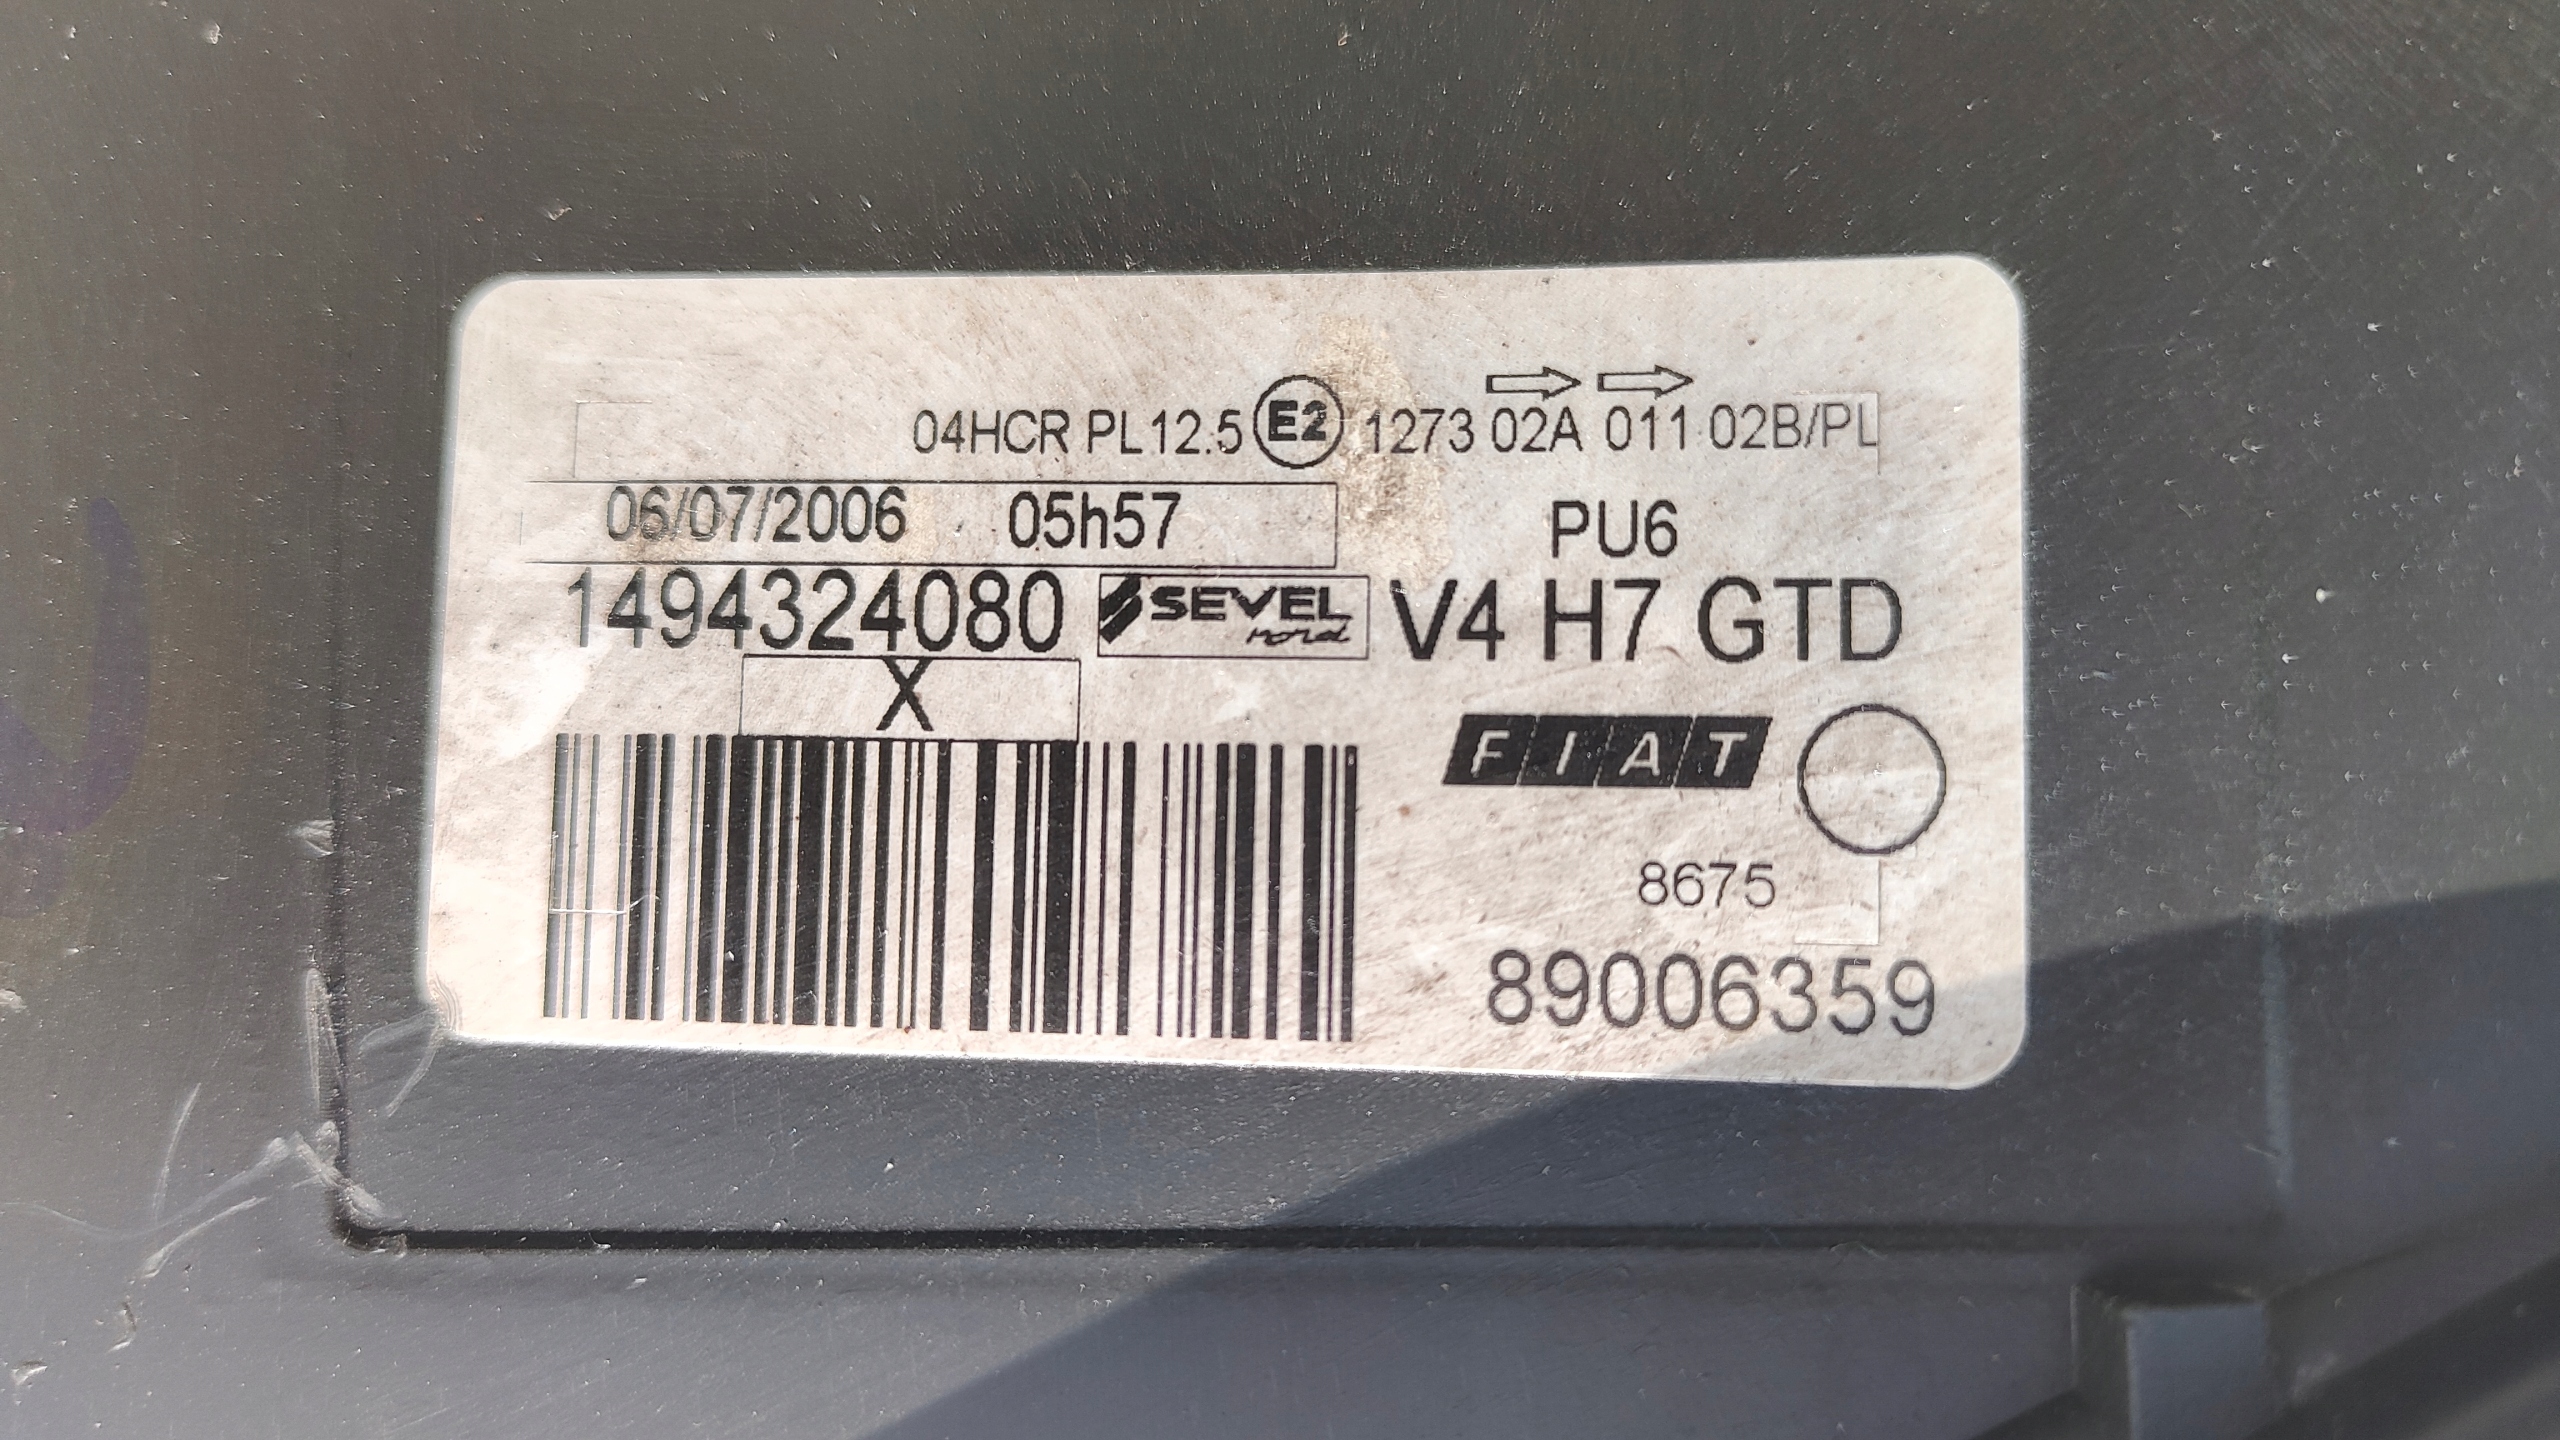 04HCR PL12.5 E2 1273 02A 011 02B/PL
06/07/2006 05h57 PU6
1494324080 SEVEL nord V4 H7 GTD
X
FIAT
8675
89006359